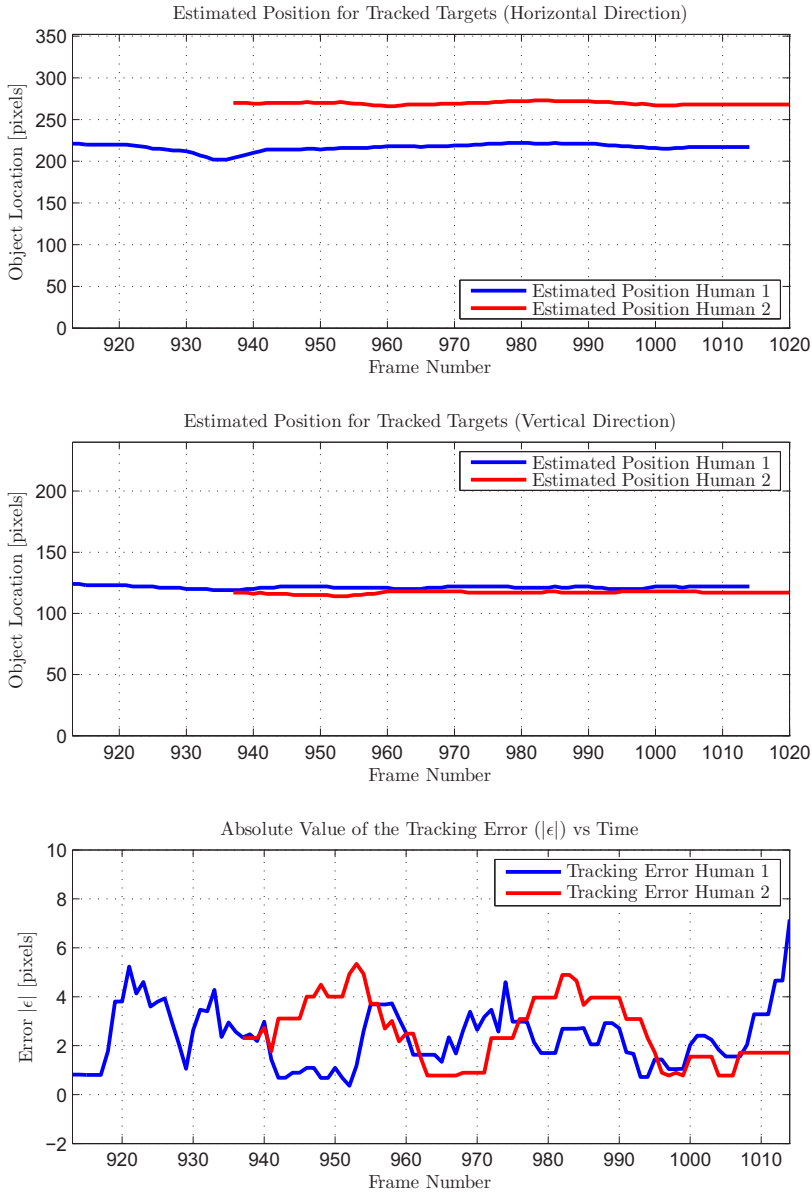 Estimated Position for Tracked Targets (Horizontal Direction)
350
300
250
200
150
100
50
0
Object Location [pixels]
Estimated Position Human 1
Estimated Position Human 2
920 930 940 950 960 970 980 990 1000 1010 1020
Frame Number
Estimated Position for Tracked Targets (Vertical Direction)
Estimated Position Human 1
Estimated Position Human 2
200
150
100
50
0
Object Location [pixels]
920 930 940 950 960 970 980 990 1000 1010 1020
Frame Number
Absolute Value of the Tracking Error (|ϵ|) vs Time
10
8
6
4
2
0
−2
Error |ϵ| [pixels]
Tracking Error Human 1
Tracking Error Human 2
920 930 940 950 960 970 980 990 1000 1010
Frame Number